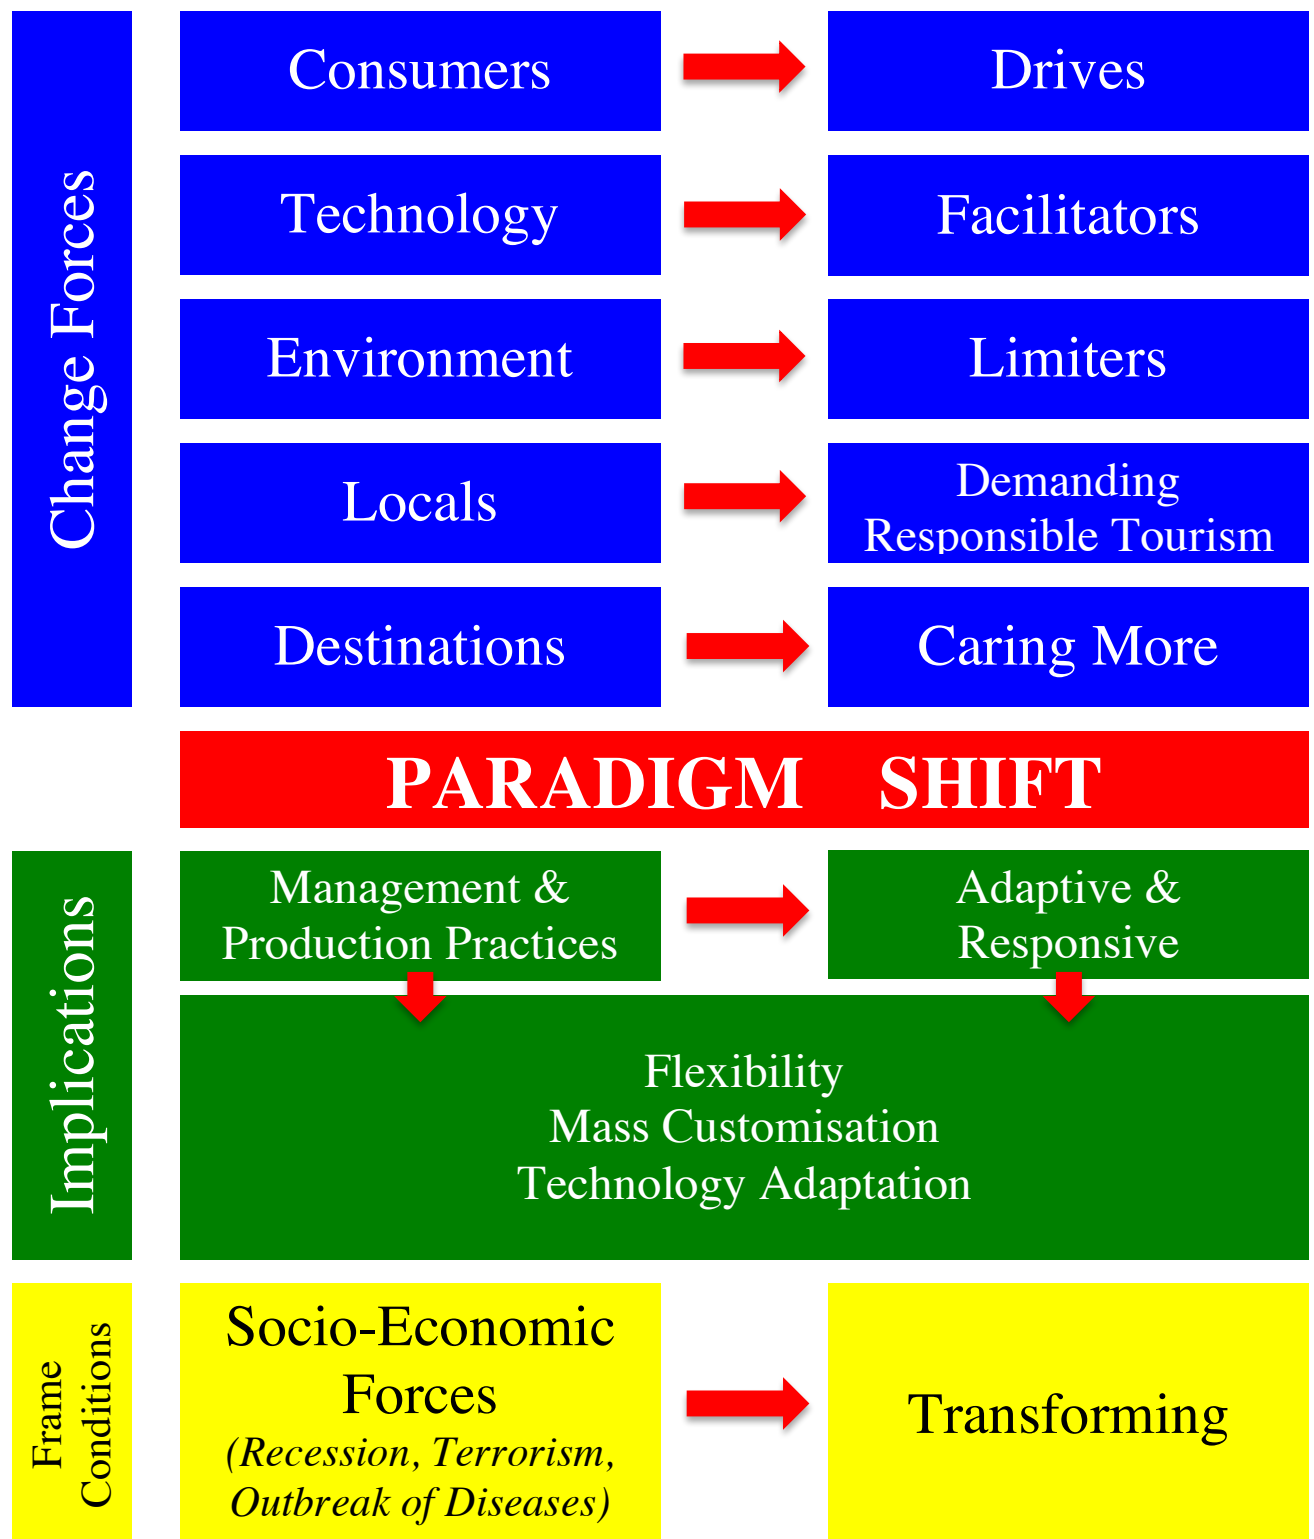 Change Forces
Consumers
Drives
Technology
Facilitators
Environment
Limiters
Locals
Demanding
Responsible Tourism
Destinations
Caring More
PARADIGM SHIFT
Implications
Management &
Production Practices
Adaptive &
Responsive
Flexibility
Mass Customisation
Technology Adaptation
Frame
Conditions
Socio-Economic
Forces
(Recession, Terrorism,
Outbreak of Diseases)
Transforming